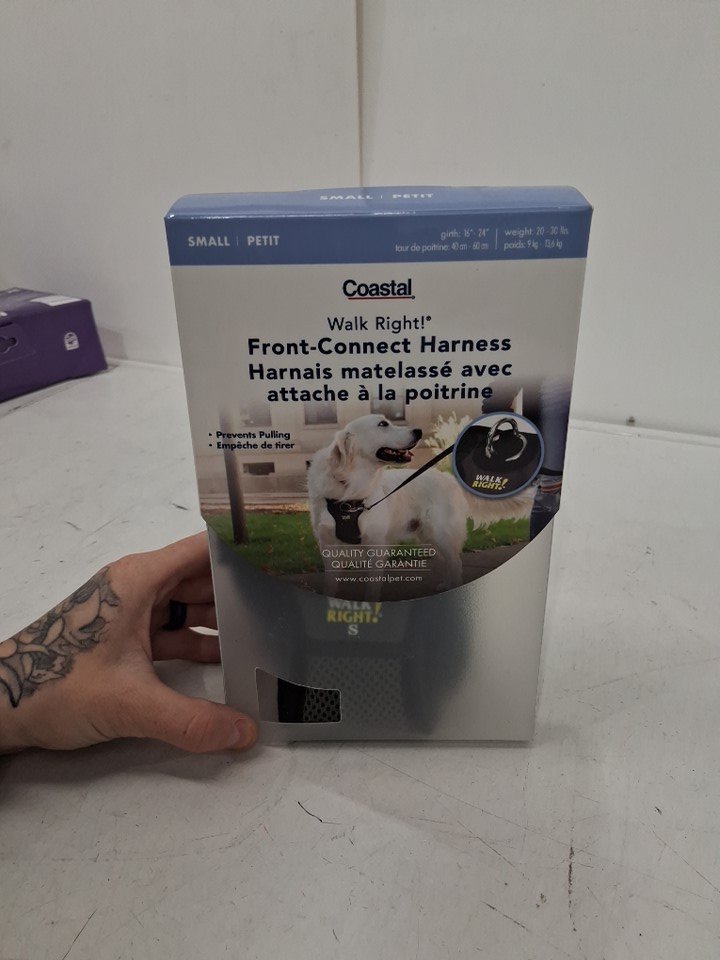 SMALL | PETIT
SMALL | PETIT
girth: 16"- 24"
tour de poitrine: 40 cm - 60 cm
weight: 20 - 30 lbs.
poids: 9 kg - 13,6 kg
Coastal
Walk Right!®
Front-Connect Harness
Harnais matelassé avec
attache à la poitrine
• Prevents Pulling
• Empêche de tirer
WALK
RIGHT!
QUALITY GUARANTEED
QUALITÉ GARANTIE
www.coastalpet.com
WALK
RIGHT!
S